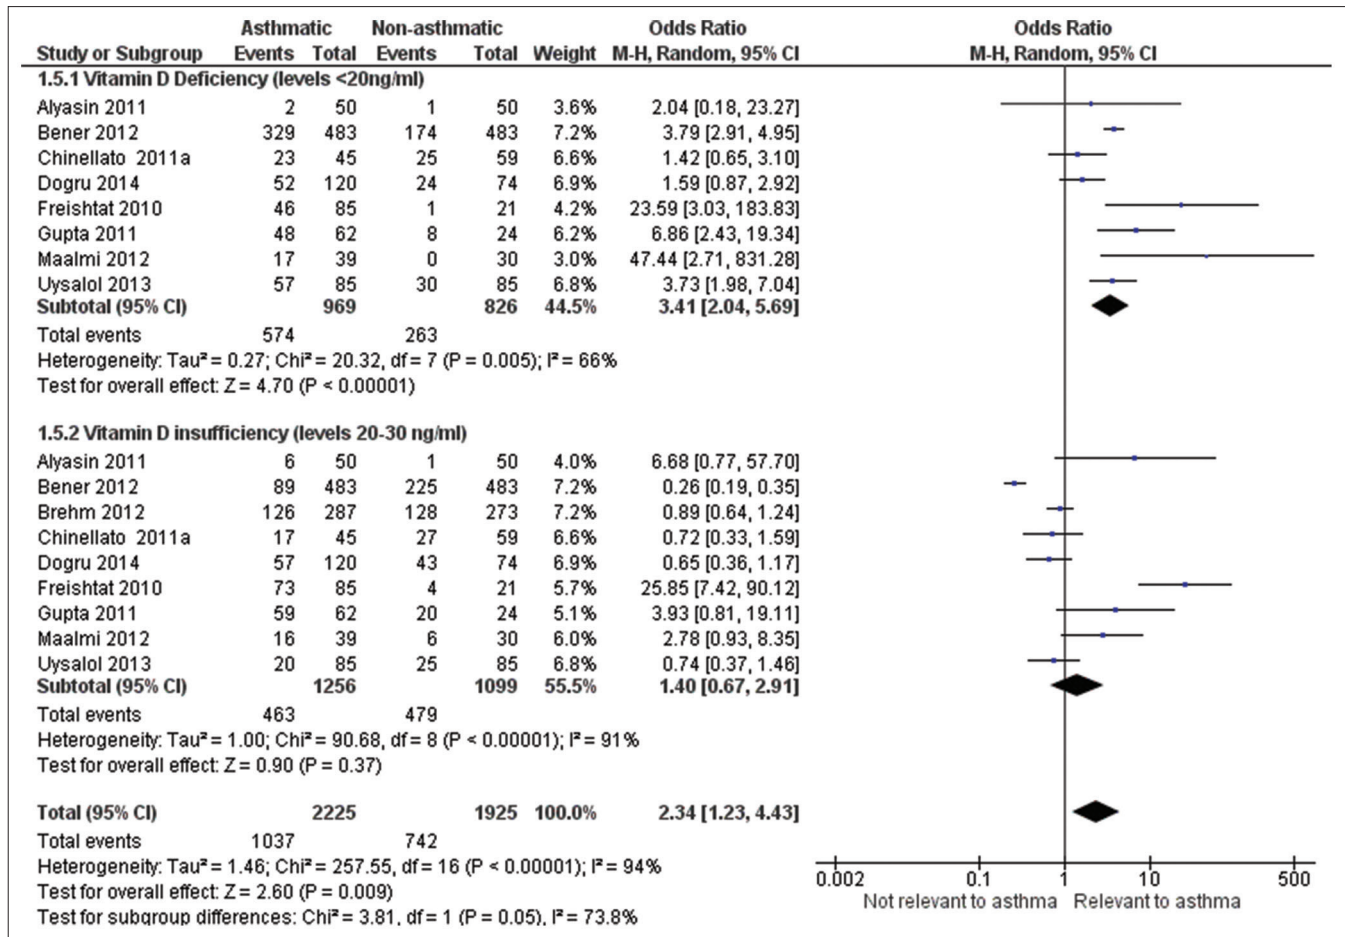 Asthmatic Non-asthmatic Odds Ratio Odds Ratio
Study or Subgroup Events Total Events Total Weight M-H, Random, 95% CI M-H, Random, 95% CI
1.5.1 Vitamin D Deficiency (levels <20ng/ml)
Alyasin 2011 2 50 1 50 3.6% 2.04 [0.18, 23.27]
Bener 2012 329 483 174 483 7.2% 3.79 [2.91, 4.95]
Chinellato 2011a 23 45 25 59 6.6% 1.42 [0.65, 3.10]
Dogru 2014 52 120 24 74 6.9% 1.59 [0.87, 2.92]
Freishtat 2010 46 85 1 21 4.2% 23.59 [3.03, 183.83]
Gupta 2011 48 62 8 24 6.2% 6.86 [2.43, 19.34]
Maalmi 2012 17 39 0 30 3.0% 47.44 [2.71, 831.28]
Uysalol 2013 57 85 30 85 6.8% 3.73 [1.98, 7.04]
Subtotal (95% CI) 969 826 44.5% 3.41 [2.04, 5.69]
Total events 574 263
Heterogeneity: Tau² = 0.27; Chi² = 20.32, df = 7 (P = 0.005); I² = 66%
Test for overall effect: Z = 4.70 (P < 0.00001)
1.5.2 Vitamin D insufficiency (levels 20-30 ng/ml)
Alyasin 2011 6 50 1 50 4.0% 6.68 [0.77, 57.70]
Bener 2012 89 483 225 483 7.2% 0.26 [0.19, 0.35]
Brehm 2012 126 287 128 273 7.2% 0.89 [0.64, 1.24]
Chinellato 2011a 17 45 27 59 6.6% 0.72 [0.33, 1.59]
Dogru 2014 57 120 43 74 6.9% 0.65 [0.36, 1.17]
Freishtat 2010 73 85 4 21 5.7% 25.85 [7.42, 90.12]
Gupta 2011 59 62 20 24 5.1% 3.93 [0.81, 19.11]
Maalmi 2012 16 39 6 30 6.0% 2.78 [0.93, 8.35]
Uysalol 2013 20 85 25 85 6.8% 0.74 [0.37, 1.46]
Subtotal (95% CI) 1256 1099 55.5% 1.40 [0.67, 2.91]
Total events 463 479
Heterogeneity: Tau² = 1.00; Chi² = 90.68, df = 8 (P < 0.00001); I² = 91%
Test for overall effect: Z = 0.90 (P = 0.37)
Total (95% CI) 2225 1925 100.0% 2.34 [1.23, 4.43]
Total events 1037 742
Heterogeneity: Tau² = 1.46; Chi² = 257.55, df = 16 (P < 0.00001); I² = 94%
Test for overall effect: Z = 2.60 (P = 0.009)
Test for subgroup differences: Chi² = 3.81, df = 1 (P = 0.05), I² = 73.8%
0.002 0.1 1 10 500
Not relevant to asthma Relevant to asthma